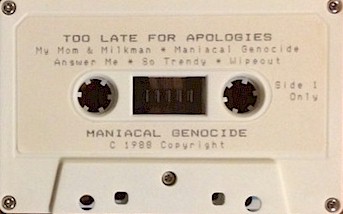 TOO LATE FOR APOLOGIES
My Mom & Milkman * Maniacal Genocide
Answer Me * So Trendy * Wipeout
Side 1
Only
MANIACAL GENOCIDE
C 1988 Copyright